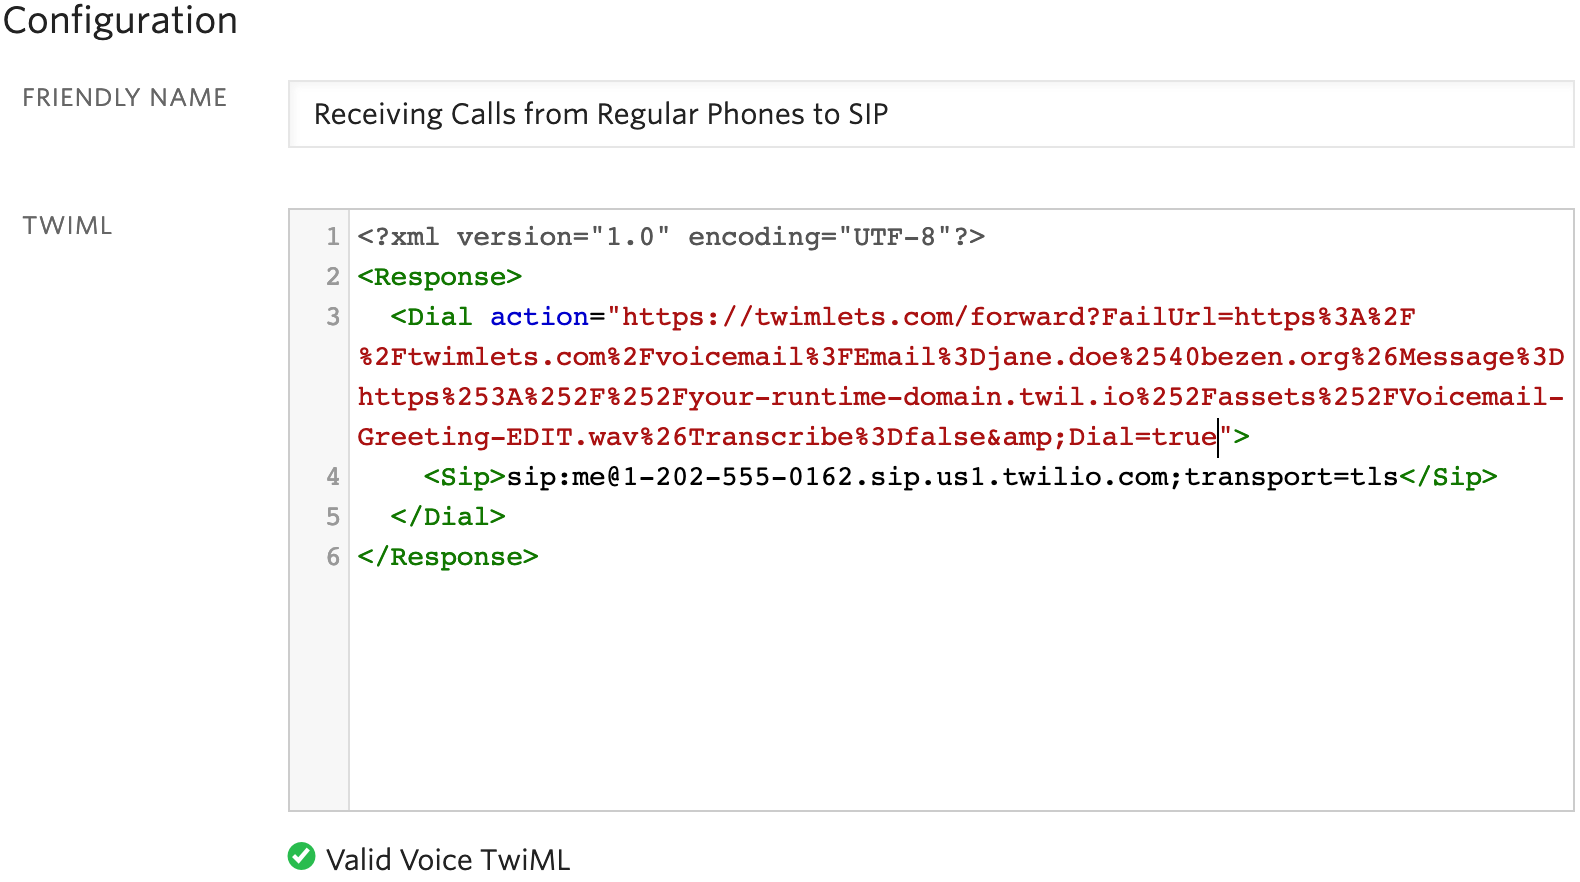 Configuration
FRIENDLY NAME
Receiving Calls from Regular Phones to SIP
TWIML
1 <?xml version="1.0" encoding="UTF-8"?>
2 <Response>
3   <Dial action="https://twimlets.com/forward?FailUrl=https%3A%2F
%2Ftwimlets.com%2Fvoicemail%3FEmail%3Djane.doe%2540bezen.org%26Message%3D
https%253A%252F%252Fyour-runtime-domain.twil.io%252Fassets%252FVoicemail-
Greeting-EDIT.wav%26Transcribe%3Dfalse&amp;Dial=true">
4     <Sip>sip:me@1-202-555-0162.sip.us1.twilio.com;transport=tls</Sip>
5   </Dial>
6 </Response>
Valid Voice TwiML